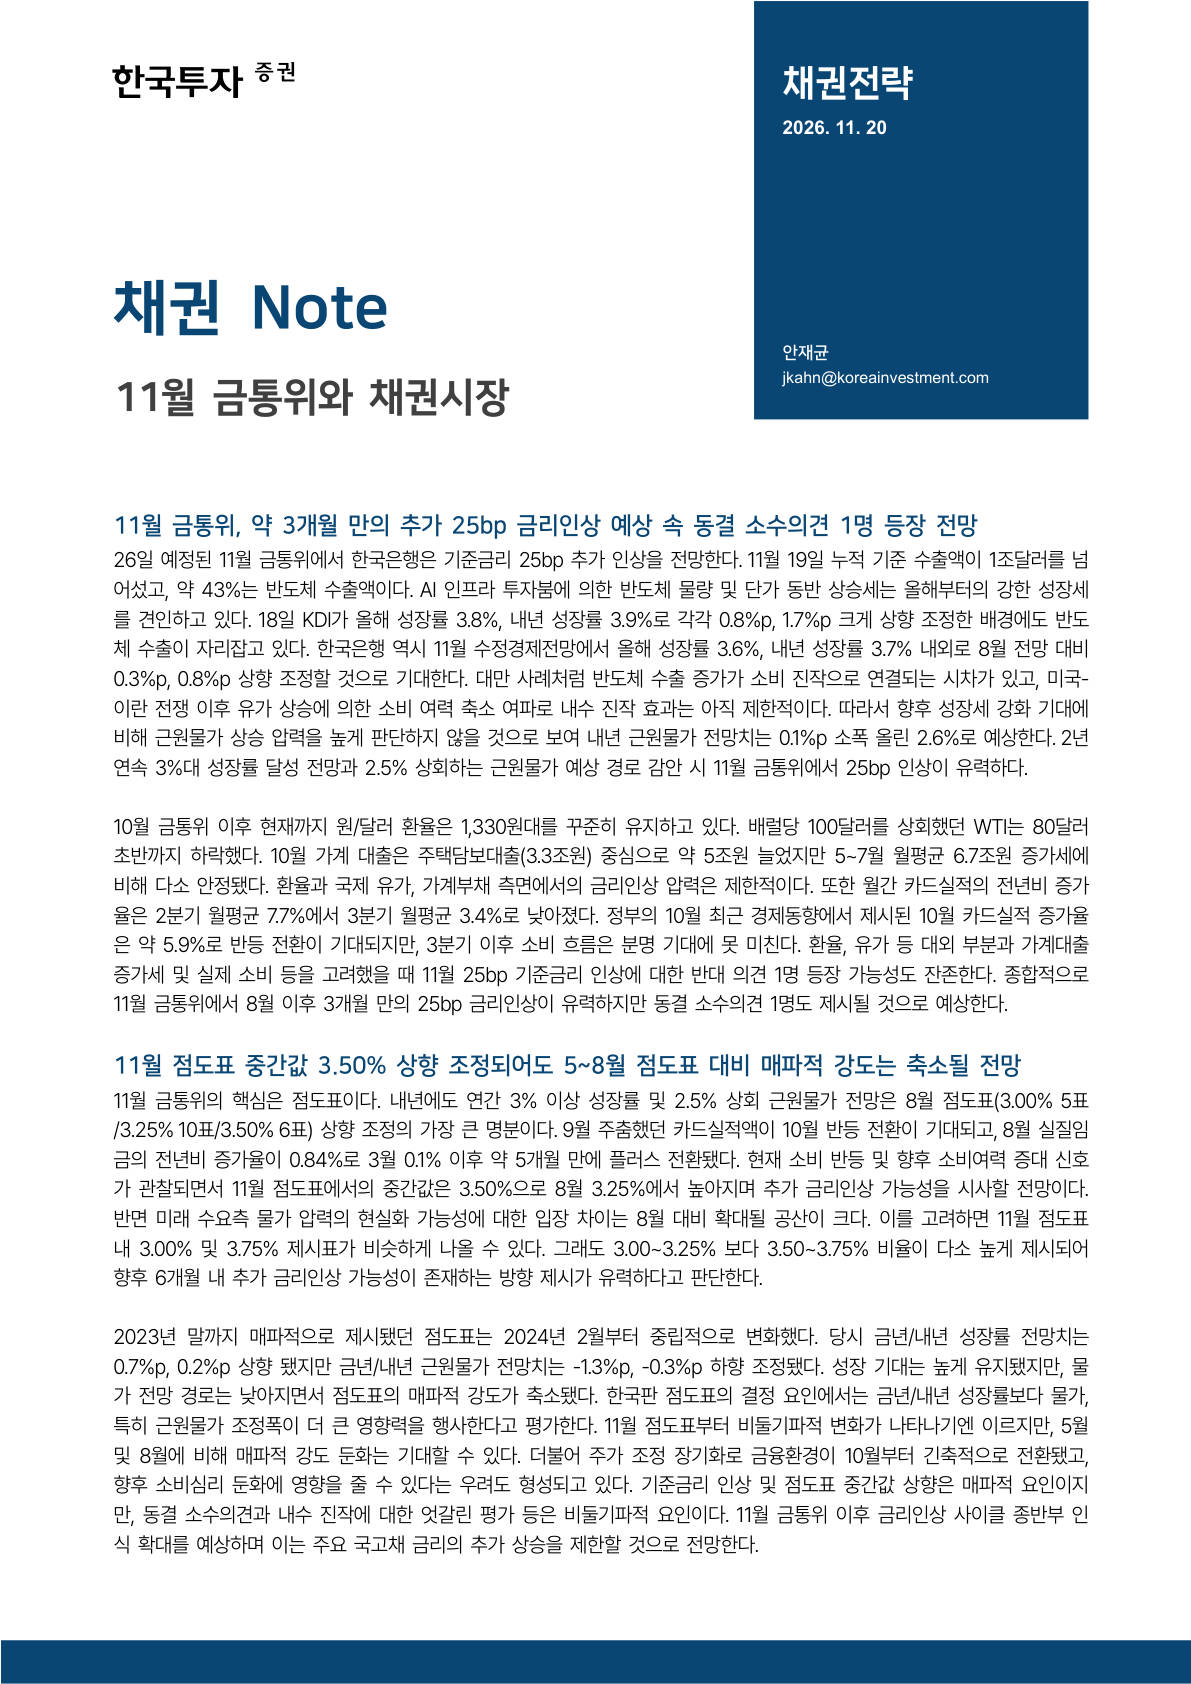 한국투자 증권
채권전략
2026. 11. 20
채권 Note
11월 금통위와 채권시장
안재균
jkahn@koreainvestment.com
11월 금통위, 약 3개월 만의 추가 25bp 금리인상 예상 속 동결 소수의견 1명 등장 전망
26일 예정된 11월 금통위에서 한국은행은 기준금리 25bp 추가 인상을 전망한다. 11월 19일 누적 기준 수출액이 1조달러를 넘
어섰고, 약 43%는 반도체 수출액이다. AI 인프라 투자붐에 의한 반도체 물량 및 단가 동반 상승세는 올해부터의 강한 성장세
를 견인하고 있다. 18일 KDI가 올해 성장률 3.8%, 내년 성장률 3.9%로 각각 0.8%p, 1.7%p 크게 상향 조정한 배경에도 반도
체 수출이 자리잡고 있다. 한국은행 역시 11월 수정경제전망에서 올해 성장률 3.6%, 내년 성장률 3.7% 내외로 8월 전망 대비
0.3%p, 0.8%p 상향 조정할 것으로 기대한다. 대만 사례처럼 반도체 수출 증가가 소비 진작으로 연결되는 시차가 있고, 미국-
이란 전쟁 이후 유가 상승에 의한 소비 여력 축소 여파로 내수 진작 효과는 아직 제한적이다. 따라서 향후 성장세 강화 기대에
비해 근원물가 상승 압력을 높게 판단하지 않을 것으로 보여 내년 근원물가 전망치는 0.1%p 소폭 올린 2.6%로 예상한다. 2년
연속 3%대 성장률 달성 전망과 2.5% 상회하는 근원물가 예상 경로 감안 시 11월 금통위에서 25bp 인상이 유력하다.
10월 금통위 이후 현재까지 원/달러 환율은 1,330원대를 꾸준히 유지하고 있다. 배럴당 100달러를 상회했던 WTI는 80달러
초반까지 하락했다. 10월 가계 대출은 주택담보대출(3.3조원) 중심으로 약 5조원 늘었지만 5~7월 월평균 6.7조원 증가세에
비해 다소 안정됐다. 환율과 국제 유가, 가계부채 측면에서의 금리인상 압력은 제한적이다. 또한 월간 카드실적의 전년비 증가
율은 2분기 월평균 7.7%에서 3분기 월평균 3.4%로 낮아졌다. 정부의 10월 최근 경제동향에서 제시된 10월 카드실적 증가율
은 약 5.9%로 반등 전환이 기대되지만, 3분기 이후 소비 흐름은 분명 기대에 못 미친다. 환율, 유가 등 대외 부분과 가계대출
증가세 및 실제 소비 등을 고려했을 때 11월 25bp 기준금리 인상에 대한 반대 의견 1명 등장 가능성도 잔존한다. 종합적으로
11월 금통위에서 8월 이후 3개월 만의 25bp 금리인상이 유력하지만 동결 소수의견 1명도 제시될 것으로 예상한다.
11월 점도표 중간값 3.50% 상향 조정되어도 5~8월 점도표 대비 매파적 강도는 축소될 전망
11월 금통위의 핵심은 점도표이다. 내년에도 연간 3% 이상 성장률 및 2.5% 상회 근원물가 전망은 8월 점도표(3.00% 5표
/3.25% 10표/3.50% 6표) 상향 조정의 가장 큰 명분이다. 9월 주춤했던 카드실적액이 10월 반등 전환이 기대되고, 8월 실질임
금의 전년비 증가율이 0.84%로 3월 0.1% 이후 약 5개월 만에 플러스 전환됐다. 현재 소비 반등 및 향후 소비여력 증대 신호
가 관찰되면서 11월 점도표에서의 중간값은 3.50%으로 8월 3.25%에서 높아지며 추가 금리인상 가능성을 시사할 전망이다.
반면 미래 수요측 물가 압력의 현실화 가능성에 대한 입장 차이는 8월 대비 확대될 공산이 크다. 이를 고려하면 11월 점도표
내 3.00% 및 3.75% 제시표가 비슷하게 나올 수 있다. 그래도 3.00~3.25% 보다 3.50~3.75% 비율이 다소 높게 제시되어
향후 6개월 내 추가 금리인상 가능성이 존재하는 방향 제시가 유력하다고 판단한다.
2023년 말까지 매파적으로 제시됐던 점도표는 2024년 2월부터 중립적으로 변화했다. 당시 금년/내년 성장률 전망치는
0.7%p, 0.2%p 상향 됐지만 금년/내년 근원물가 전망치는 -1.3%p, -0.3%p 하향 조정됐다. 성장 기대는 높게 유지됐지만, 물
가 전망 경로는 낮아지면서 점도표의 매파적 강도가 축소됐다. 한국판 점도표의 결정 요인에서는 금년/내년 성장률보다 물가,
특히 근원물가 조정폭이 더 큰 영향력을 행사한다고 평가한다. 11월 점도표부터 비둘기파적 변화가 나타나기엔 이르지만, 5월
및 8월에 비해 매파적 강도 둔화는 기대할 수 있다. 더불어 주가 조정 장기화로 금융환경이 10월부터 긴축적으로 전환됐고,
향후 소비심리 둔화에 영향을 줄 수 있다는 우려도 형성되고 있다. 기준금리 인상 및 점도표 중간값 상향은 매파적 요인이지
만, 동결 소수의견과 내수 진작에 대한 엇갈린 평가 등은 비둘기파적 요인이다. 11월 금통위 이후 금리인상 사이클 종반부 인
식 확대를 예상하며 이는 주요 국고채 금리의 추가 상승을 제한할 것으로 전망한다.